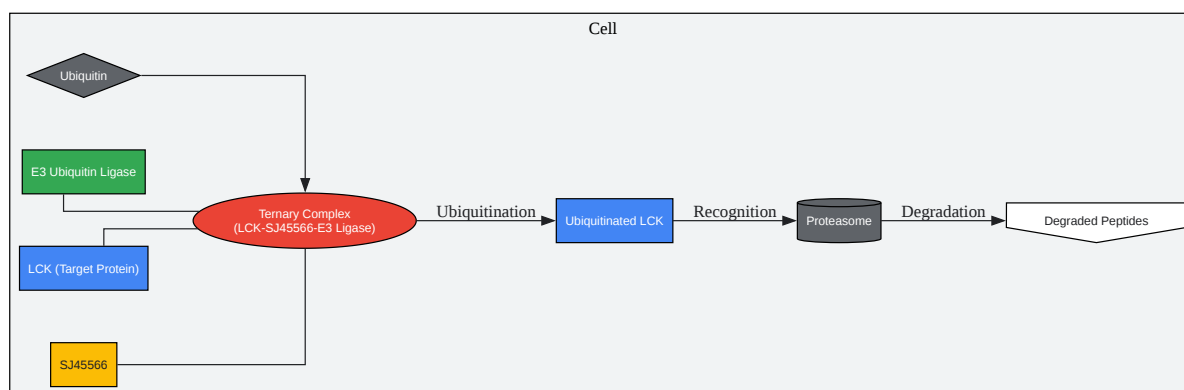 Cell
Ubiquitin
E3 Ubiquitin Ligase
LCK (Target Protein)
SJ45566
Ternary Complex
(LCK-SJ45566-E3 Ligase)
Ubiquitination
Ubiquitinated LCK
Recognition
Proteasome
Degradation
Degraded Peptides